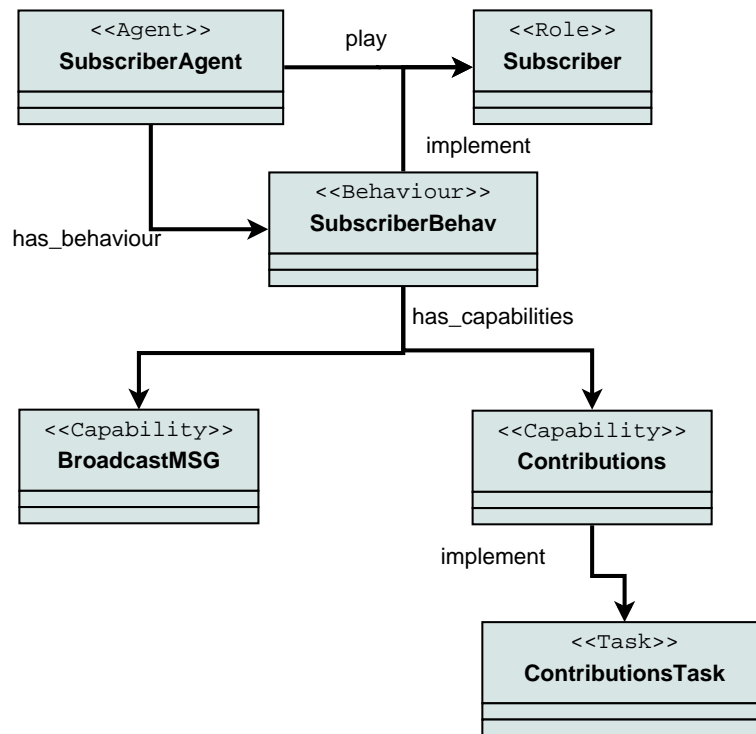 <<Agent>>
SubscriberAgent
play
<<Role>>
Subscriber
implement
<<Behaviour>>
SubscriberBehav
has_behaviour
has_capabilities
<<Capability>>
BroadcastMSG
<<Capability>>
Contributions
implement
<<Task>>
ContributionsTask